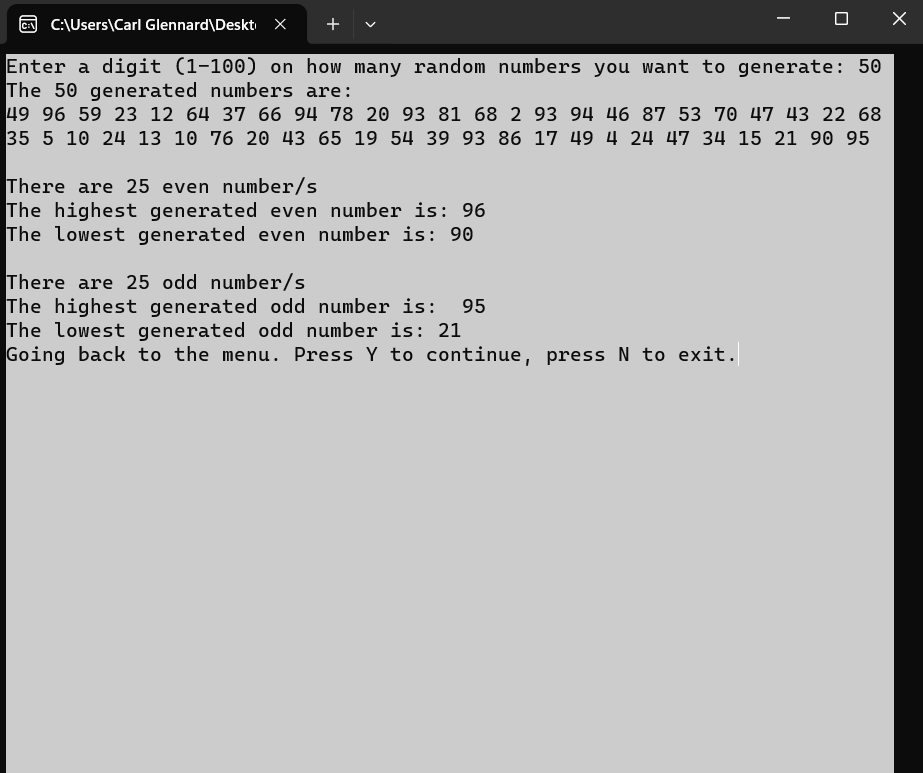 C:\Users\Carl Glennard\Deskt
Enter a digit (1-100) on how many random numbers you want to generate: 50
The 50 generated numbers are:
49 96 59 23 12 64 37 66 94 78 20 93 81 68 2 93 94 46 87 53 70 47 43 22 68
35 5 10 24 13 10 76 20 43 65 19 54 39 93 86 17 49 4 24 47 34 15 21 90 95
There are 25 even number/s
The highest generated even number is: 96
The lowest generated even number is: 90
There are 25 odd number/s
The highest generated odd number is:  95
The lowest generated odd number is: 21
Going back to the menu. Press Y to continue, press N to exit.